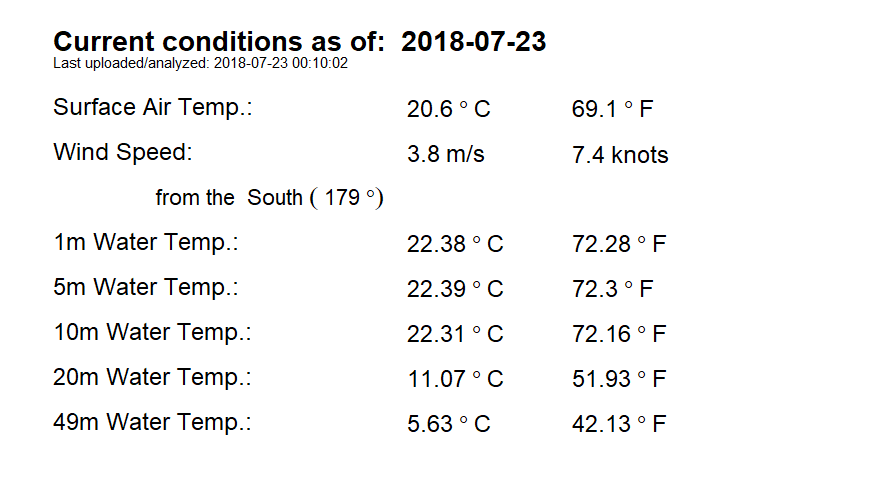 Current conditions as of: 2018-07-23
Last uploaded/analyzed: 2018-07-23 00:10:02
Surface Air Temp.: 20.6 ° C 69.1 ° F
Wind Speed: 3.8 m/s 7.4 knots
from the South ( 179 °)
1m Water Temp.: 22.38 ° C 72.28 ° F
5m Water Temp.: 22.39 ° C 72.3 ° F
10m Water Temp.: 22.31 ° C 72.16 ° F
20m Water Temp.: 11.07 ° C 51.93 ° F
49m Water Temp.: 5.63 ° C 42.13 ° F